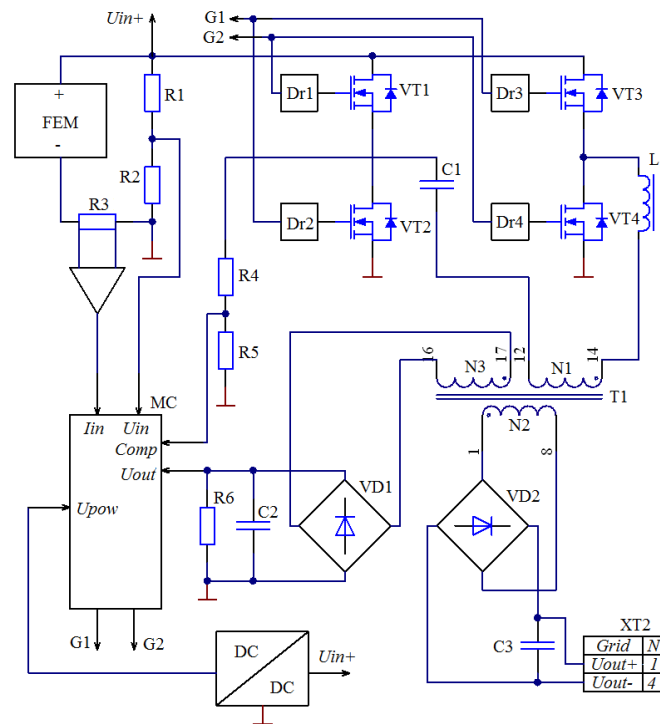 Uin+
G1
G2
+
FEM
-
R1
R2
R3
Dr1
VT1
Dr3
VT3
C1
L
Dr2
VT2
Dr4
VT4
R4
R5
16
17
12
14
N3
N1
T1
N2
1
8
MC
Iin
Uin
Comp
Uout
Upow
R6
C2
VD1
VD2
G1
G2
DC
DC
Uin+
C3
XT2
Grid N
Uout+ 1
Uout- 4